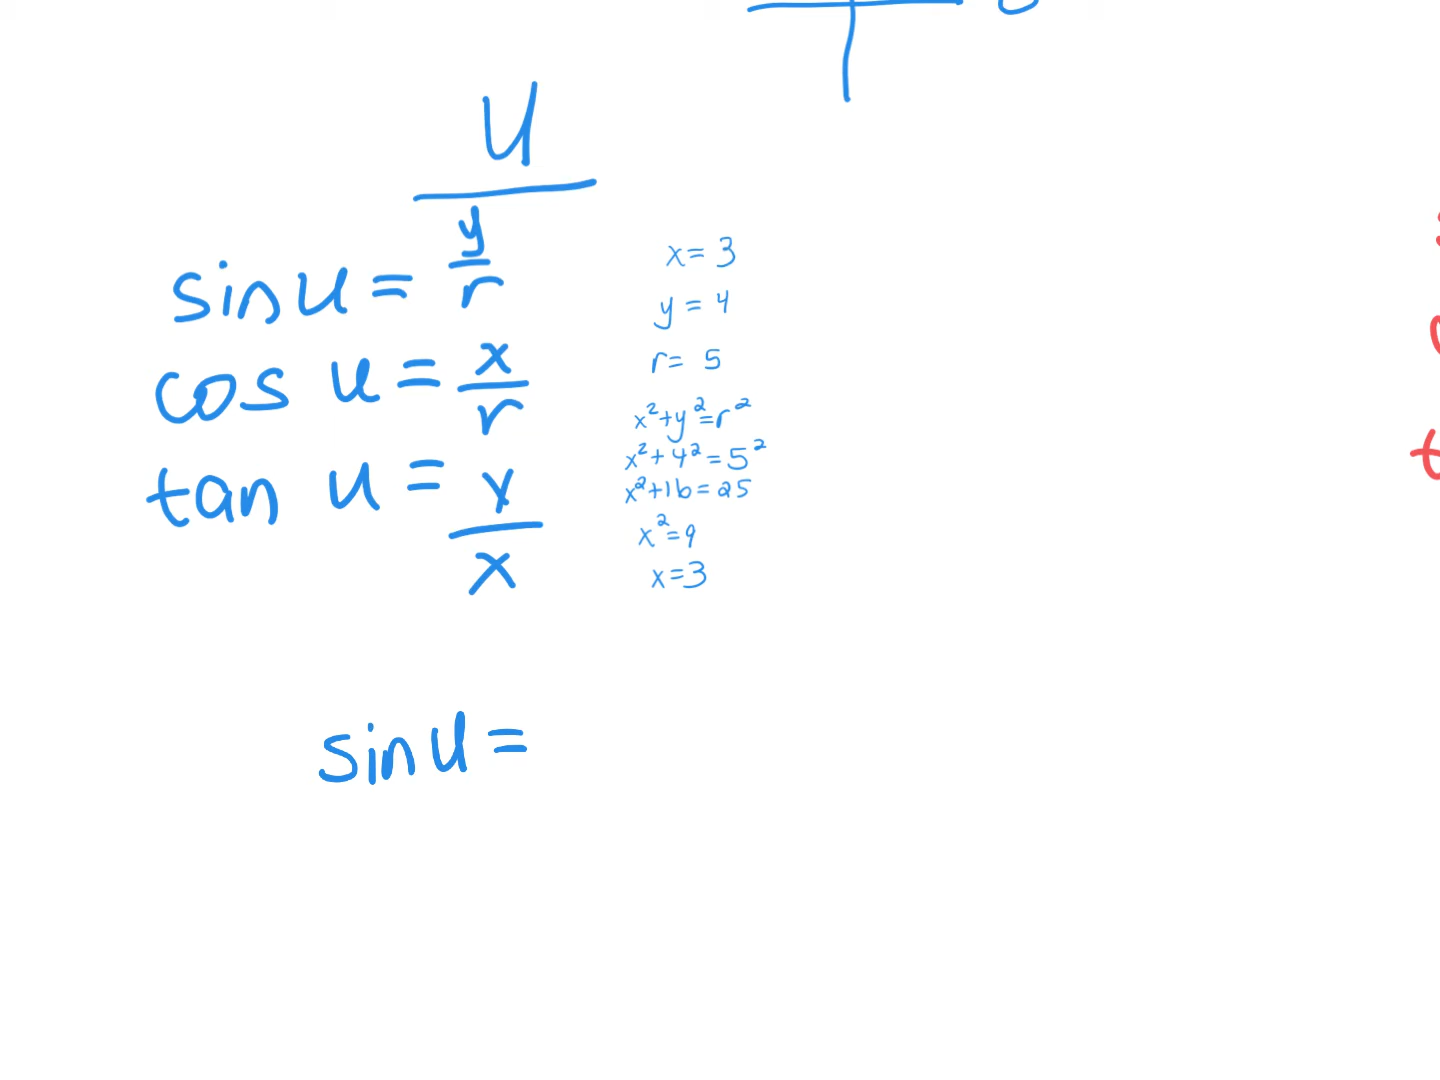 U
sin u = y/r
cos u = x/r
tan u = y/x
x = 3
y = 4
r = 5
x² + y² = r²
x² + 4² = 5²
x² + 16 = 25
x² = 9
x = 3
sin u =